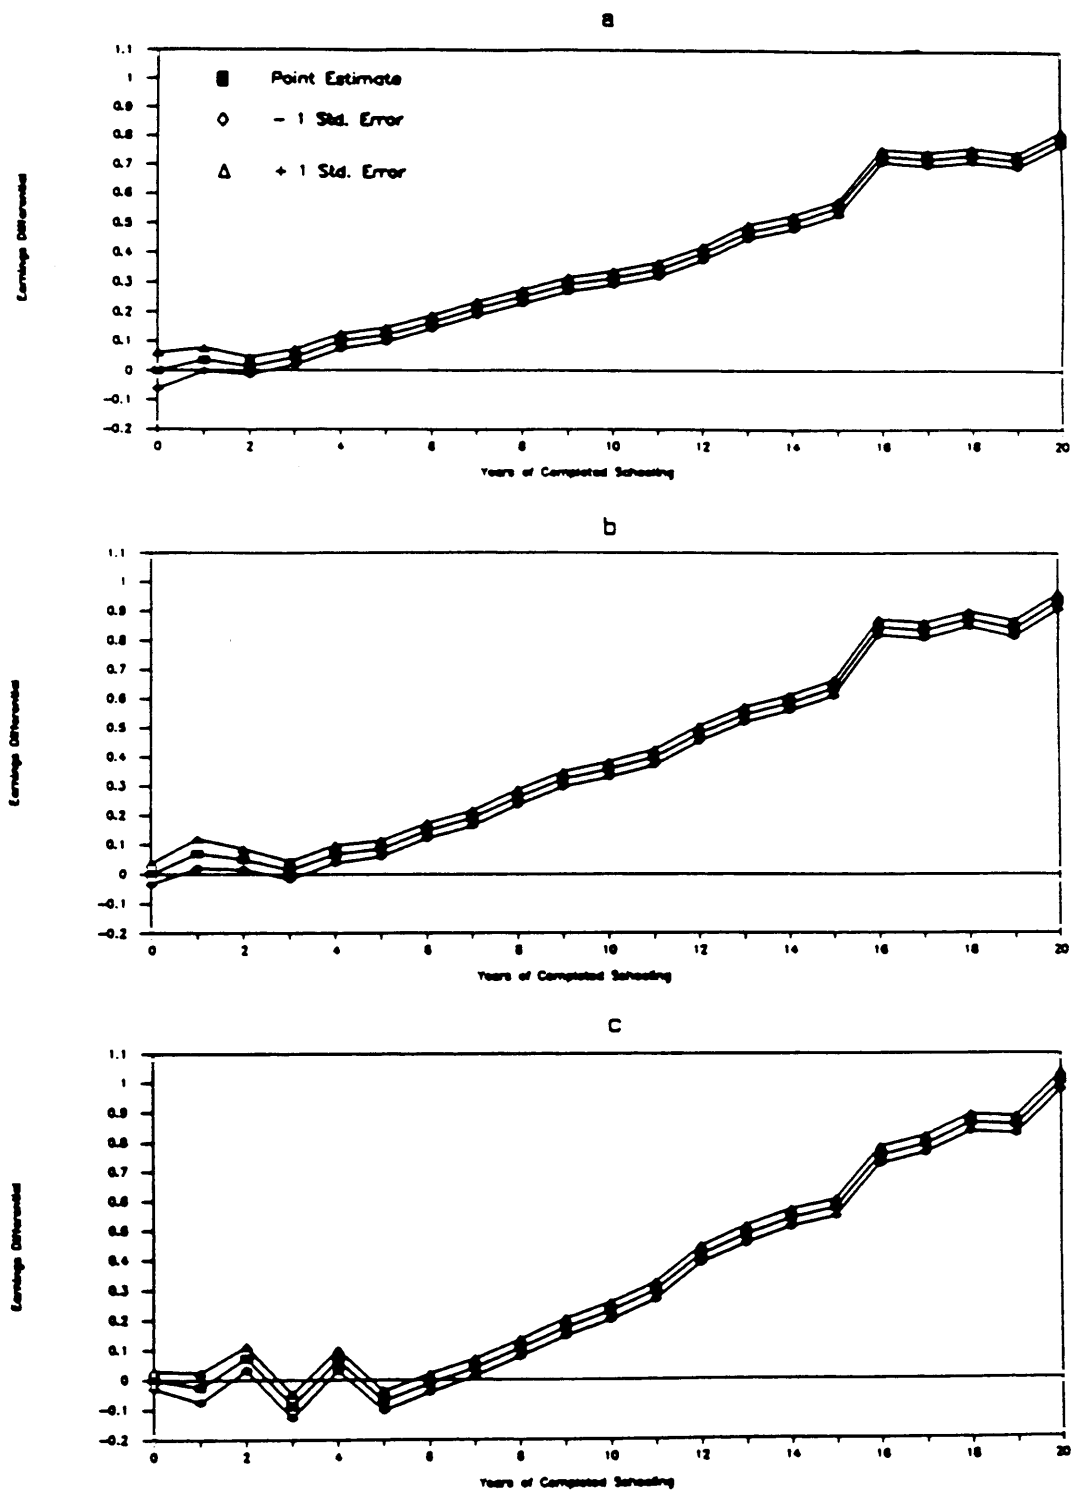 a
1.1
1
0.9
0.8
0.7
0.6
0.5
0.4
0.3
0.2
0.1
0
-0.1
-0.2
Point Estimate
- 1 Std. Error
+ 1 Std. Error
Earnings Differential
0 2 4 6 8 10 12 14 16 18 20
Years of Completed Schooling
b
1.1
1
0.9
0.8
0.7
0.6
0.5
0.4
0.3
0.2
0.1
0
-0.1
-0.2
Earnings Differential
0 2 4 6 8 10 12 14 16 18 20
Years of Completed Schooling
c
1.1
1
0.9
0.8
0.7
0.6
0.5
0.4
0.3
0.2
0.1
0
-0.1
-0.2
Earnings Differential
0 2 4 6 8 10 12 14 16 18 20
Years of Completed Schooling